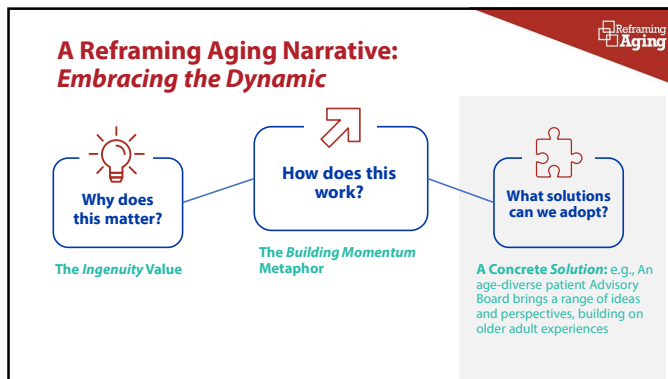 Reframing
Aging
A Reframing Aging Narrative:
Embracing the Dynamic
Why does
this matter?
The Ingenuity Value
How does this
work?
The Building Momentum
Metaphor
What solutions
can we adopt?
A Concrete Solution: e.g., An
age-diverse patient Advisory
Board brings a range of ideas
and perspectives, building on
older adult experiences